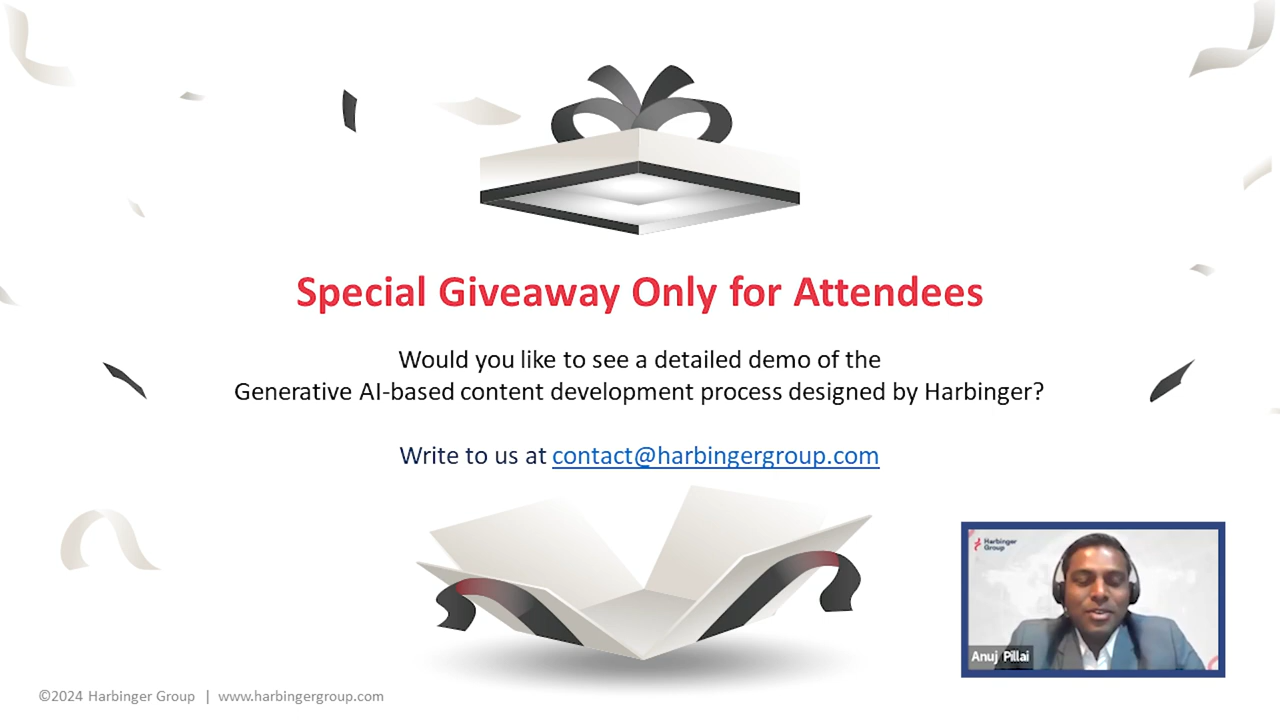 Special Giveaway Only for Attendees
Would you like to see a detailed demo of the
Generative AI-based content development process designed by Harbinger?
Write to us at contact@harbingergroup.com
Harbinger
Group
Anuj Pillai
©2024 Harbinger Group | www.harbingergroup.com